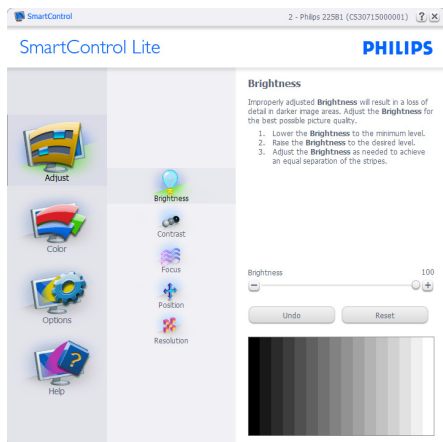 SmartControl
2 - Philips 225B1 (CS30715000001)
?
SmartControl Lite
PHILIPS
Adjust
Color
Options
Help
Brightness
Contrast
Focus
Position
Resolution
Brightness
Improperly adjusted Brightness will result in a loss of
detail in darker image areas. Adjust the Brightness for
the best possible picture quality.
1. Lower the Brightness to the minimum level.
2. Raise the Brightness to the desired level.
3. Adjust the Brightness as needed to achieve
an equal separation of the stripes.
Brightness 100
Undo Reset